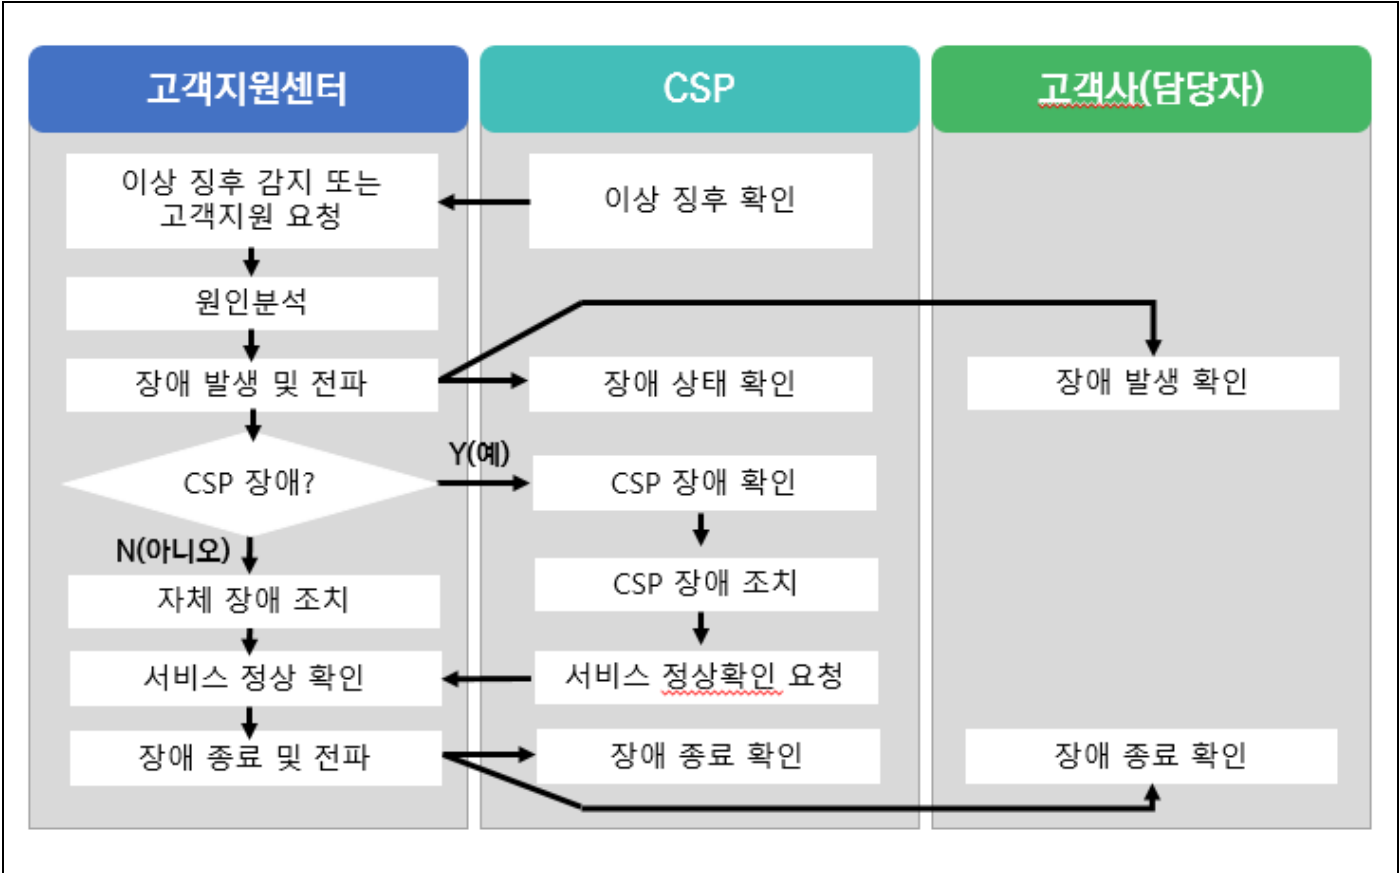 고객지원센터
CSP
고객사(담당자)
이상 징후 감지 또는
고객지원 요청
이상 징후 확인
원인분석
장애 발생 및 전파
장애 상태 확인
장애 발생 확인
CSP 장애?
Y(예)
CSP 장애 확인
N(아니오)
자체 장애 조치
CSP 장애 조치
서비스 정상 확인
서비스 정상확인 요청
장애 종료 및 전파
장애 종료 확인
장애 종료 확인